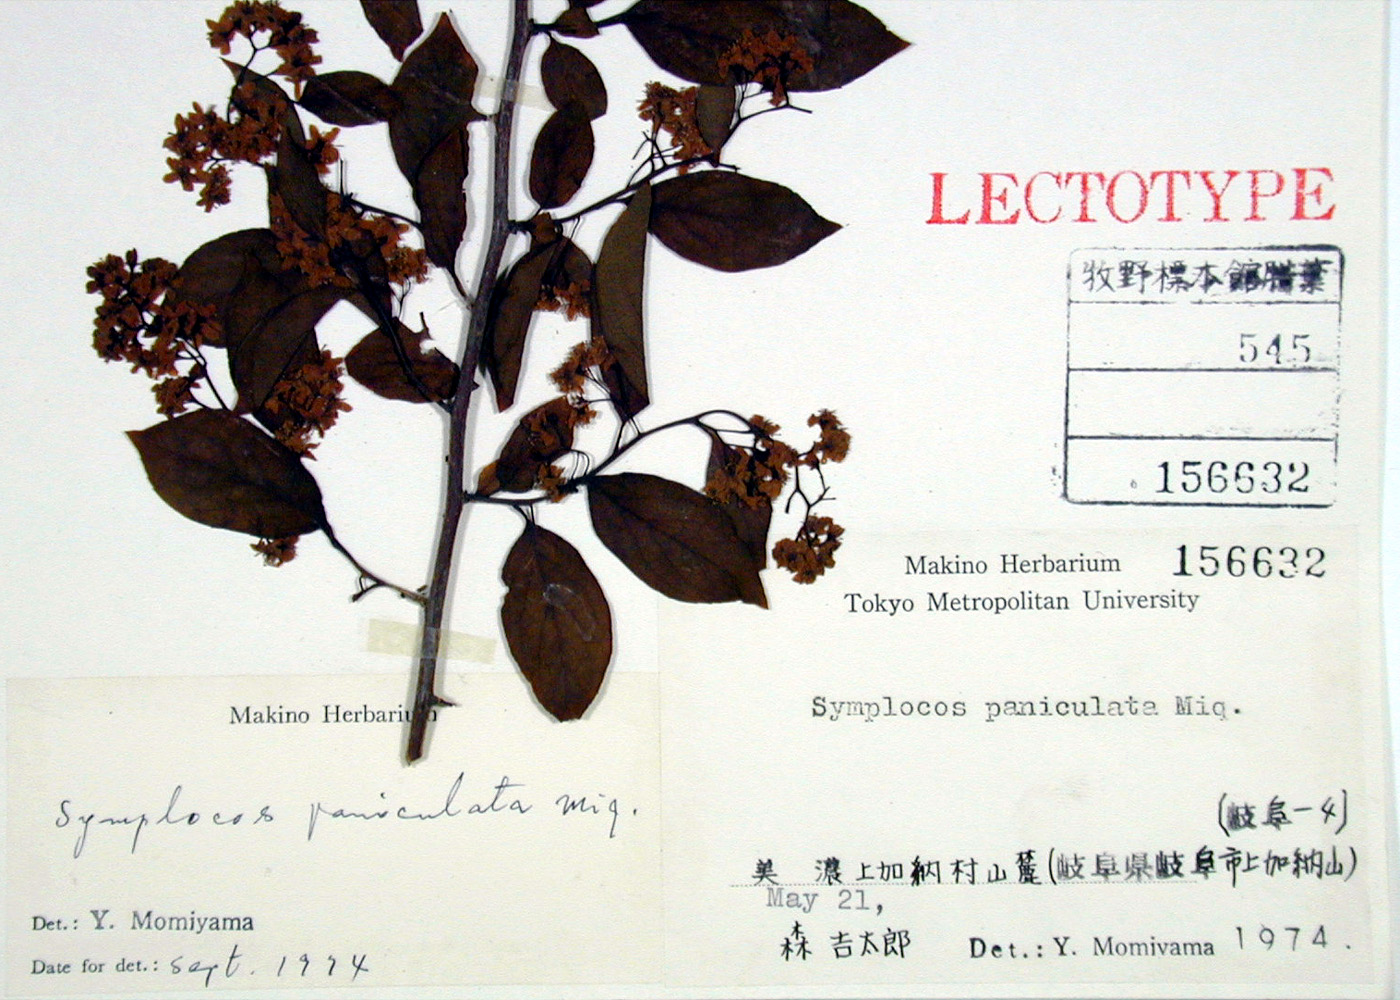 LECTOTYPE
牧野標本館腊葉
545
156632
Makino Herbarium 156632
Tokyo Metropolitan University
Symplocos paniculata Miq.
(岐阜-4)
美 濃上加納村山麓(岐阜県岐阜市上加納山)
May 21,
森 吉太郎 Det.: Y. Momiyama 1974.
Makino Herbarium
Symplocos paniculata Miq.
Det.: Y. Momiyama
Date for det.: Sept. 1974